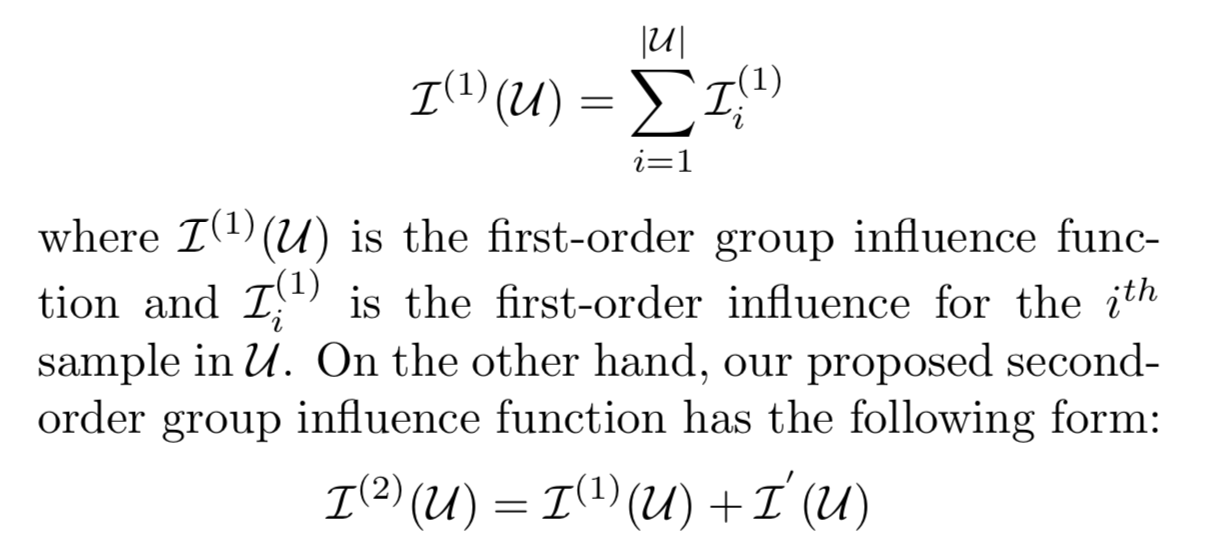 $$\mathcal{I}^{(1)}(\mathcal{U}) = \sum_{i=1}^{|\mathcal{U}|} \mathcal{I}_i^{(1)}$$
where $\mathcal{I}^{(1)}(\mathcal{U})$ is the first-order group influence func-
tion and $\mathcal{I}_i^{(1)}$ is the first-order influence for the $i^{th}$
sample in $\mathcal{U}$. On the other hand, our proposed second-
order group influence function has the following form:
$$\mathcal{I}^{(2)}(\mathcal{U}) = \mathcal{I}^{(1)}(\mathcal{U}) + \mathcal{I}^{'}(\mathcal{U})$$